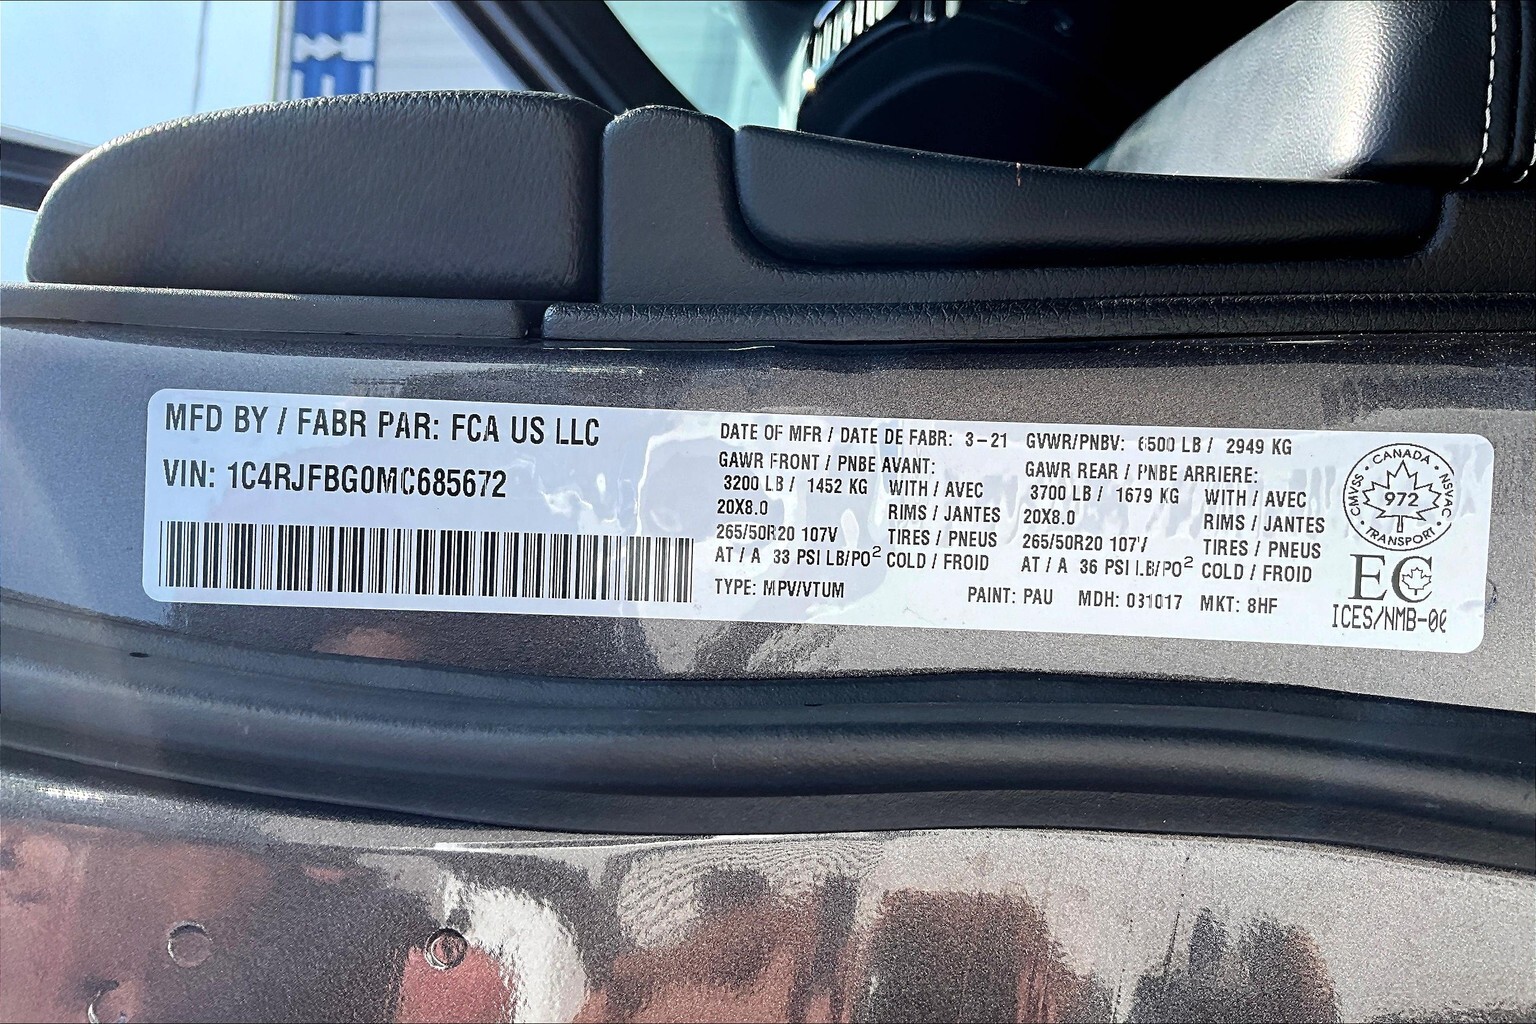 MFD BY / FABR PAR: FCA US LLC
VIN: 1C4RJFBG0MC685672
DATE OF MFR / DATE DE FABR: 3-21 GVWR/PNBV: 6500 LB / 2949 KG
GAWR FRONT / PNBE AVANT:
3200 LB / 1452 KG WITH / AVEC
20X8.0 RIMS / JANTES
265/50R20 107V TIRES / PNEUS
AT / A 33 PSI LB/PO² COLD / FROID
GAWR REAR / PNBE ARRIERE:
3700 LB / 1679 KG WITH / AVEC
20X8.0 RIMS / JANTES
265/50R20 107V TIRES / PNEUS
AT / A 36 PSI LB/PO² COLD / FROID
TYPE: MPV/VTUM PAINT: PAU MDH: 031017 MKT: 8HF
CANADA
CMVSS
972
NSVAC
TRANSPORT
EC
ICES/NMB-00